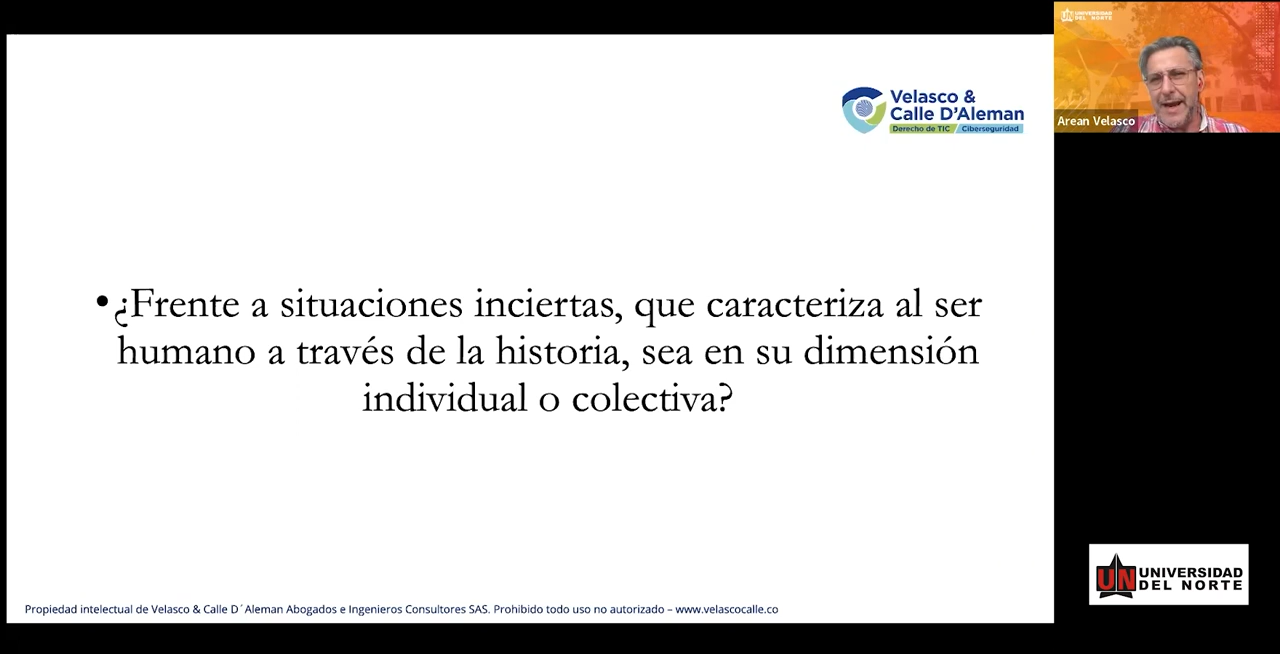 UNIVERSIDAD
DEL NORTE
Arean Velasco
Velasco &
Calle D'Aleman
Derecho de TIC / Ciberseguridad
•¿Frente a situaciones inciertas, que caracteriza al ser
humano a través de la historia, sea en su dimensión
individual o colectiva?
UN UNIVERSIDAD
DEL NORTE
Propiedad intelectual de Velasco & Calle D´Aleman Abogados e Ingenieros Consultores SAS. Prohibido todo uso no autorizado – www.velascocalle.co